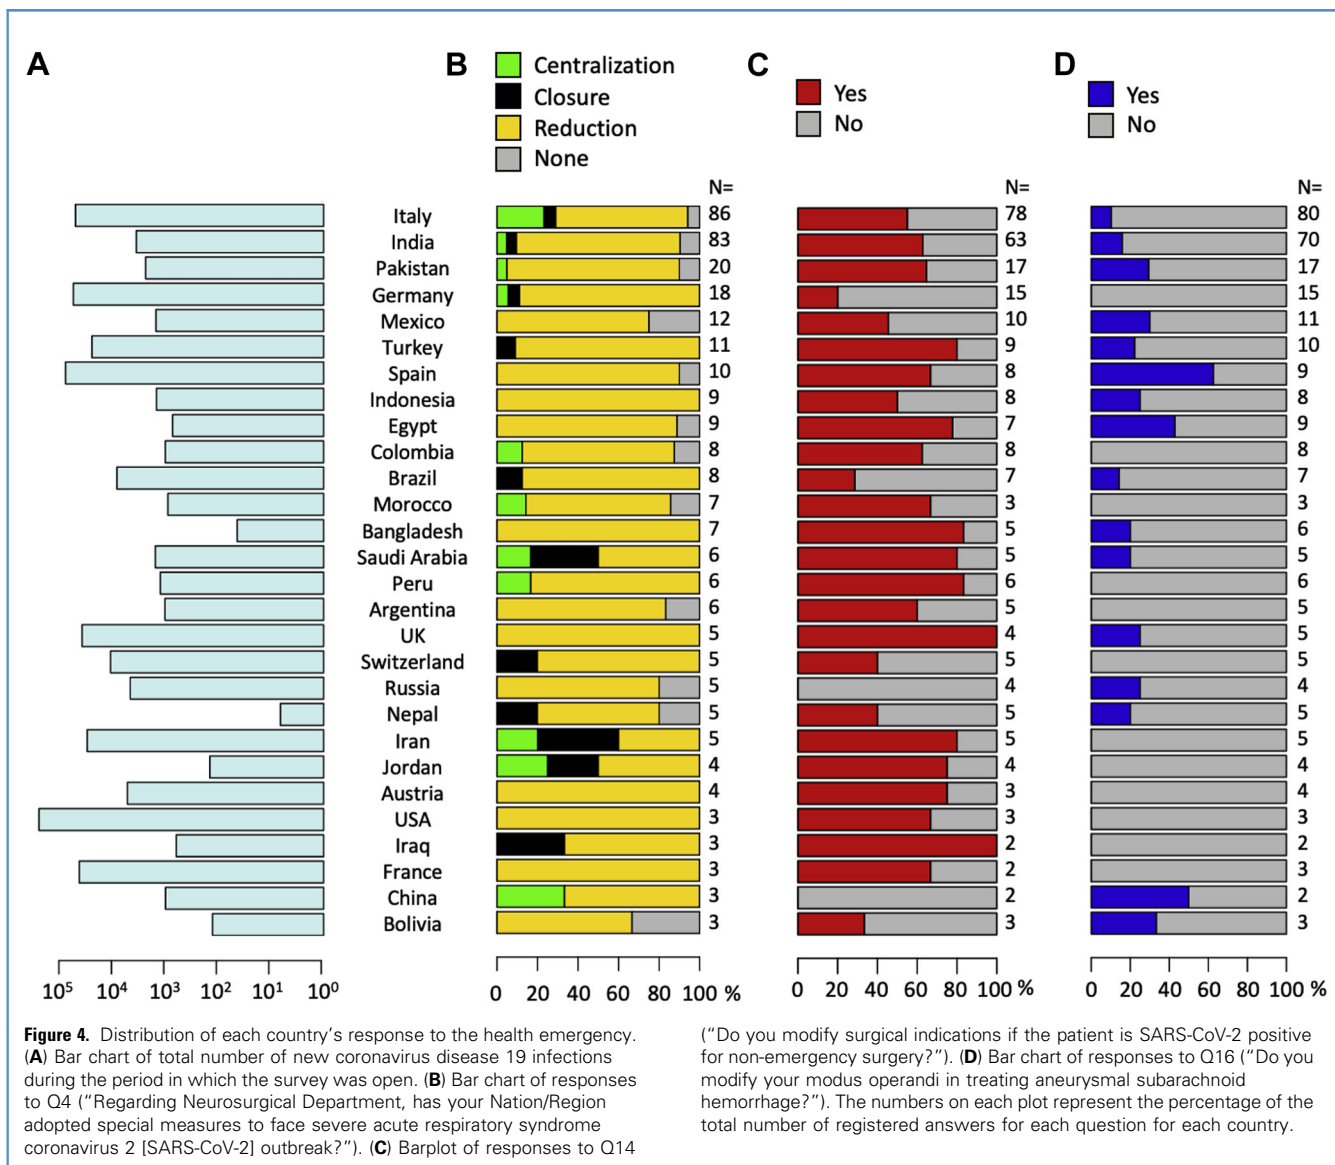 A
B
Centralization
Closure
Reduction
None
C
Yes
No
D
Yes
No
N=
N=
N=
Italy 86 78 80
India 83 63 70
Pakistan 20 17 17
Germany 18 15 15
Mexico 12 10 11
Turkey 11 9 10
Spain 10 8 9
Indonesia 9 8 8
Egypt 9 7 9
Colombia 8 8 8
Brazil 8 7 7
Morocco 7 3 3
Bangladesh 7 5 6
Saudi Arabia 6 5 5
Peru 6 6 6
Argentina 6 5 5
UK 5 4 5
Switzerland 5 5 5
Russia 5 4 4
Nepal 5 5 5
Iran 5 5 5
Jordan 4 4 4
Austria 4 3 4
USA 3 3 3
Iraq 3 2 2
France 3 2 3
China 3 2 2
Bolivia 3 3 3
10⁵ 10⁴ 10³ 10² 10¹ 10⁰
0 20 40 60 80 100 %
0 20 40 60 80 100 %
0 20 40 60 80 100 %
Figure 4. Distribution of each country's response to the health emergency.
(A) Bar chart of total number of new coronavirus disease 19 infections
during the period in which the survey was open. (B) Bar chart of responses
to Q4 ("Regarding Neurosurgical Department, has your Nation/Region
adopted special measures to face severe acute respiratory syndrome
coronavirus 2 [SARS-CoV-2] outbreak?"). (C) Barplot of responses to Q14
("Do you modify surgical indications if the patient is SARS-CoV-2 positive
for non-emergency surgery?"). (D) Bar chart of responses to Q16 ("Do you
modify your modus operandi in treating aneurysmal subarachnoid
hemorrhage?"). The numbers on each plot represent the percentage of the
total number of registered answers for each question for each country.